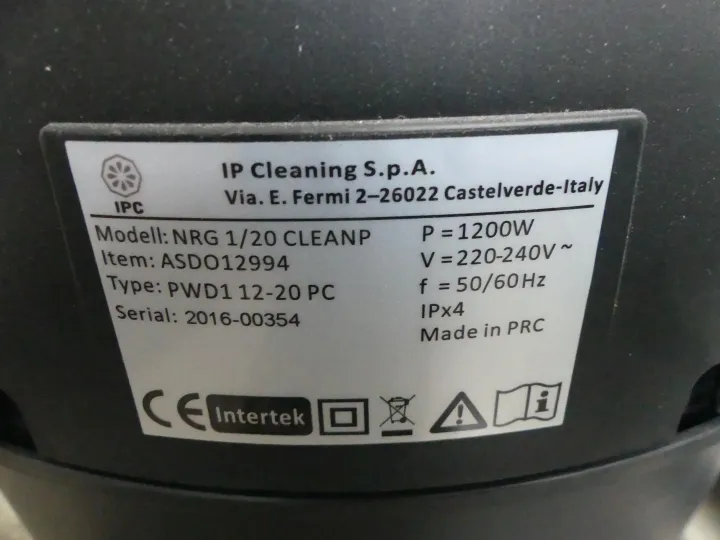 IP Cleaning S.p.A.
Via. E. Fermi 2–26022 Castelverde-Italy
IPC
Modell: NRG 1/20 CLEANP
Item: ASDO12994
Type: PWD1 12-20 PC
Serial: 2016-00354
P = 1200W
V = 220-240V ~
f = 50/60Hz
IPx4
Made in PRC
CE Intertek